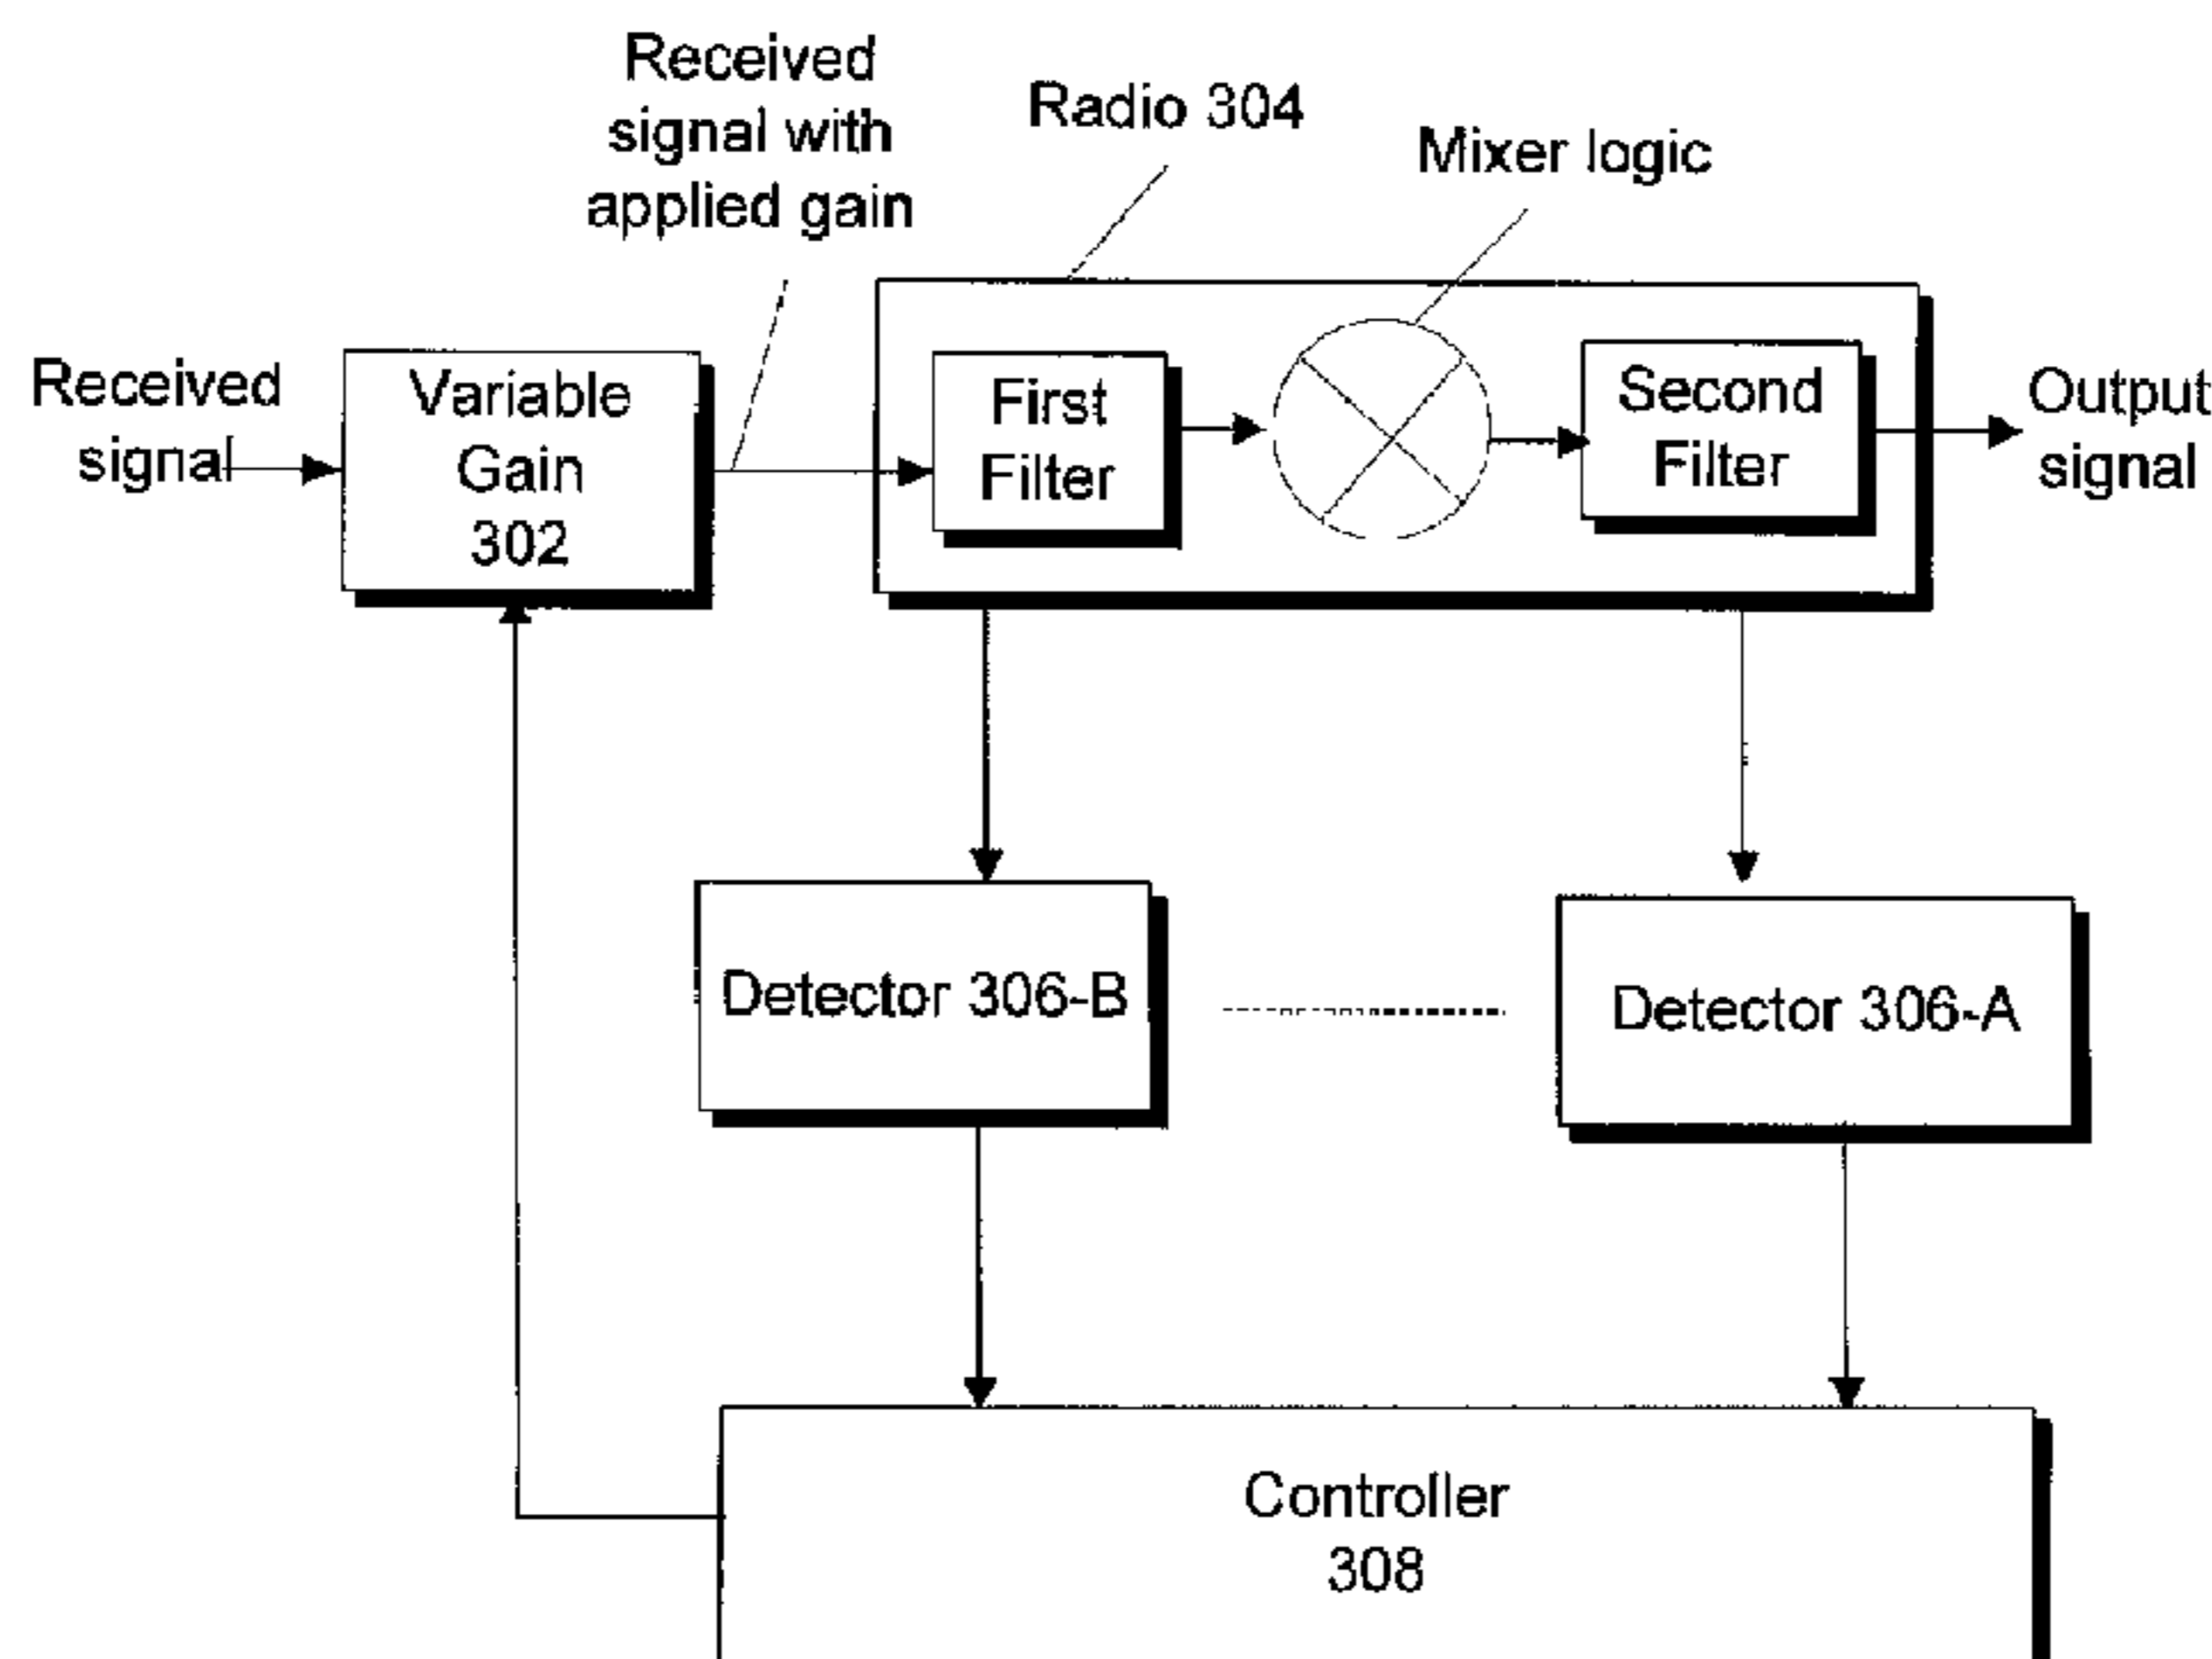 Received
signal with
applied gain
Radio 304
Mixer logic
Received
signal
Variable
Gain
302
First
Filter
Second
Filter
Output
signal
Detector 306-B
Detector 306-A
Controller
308